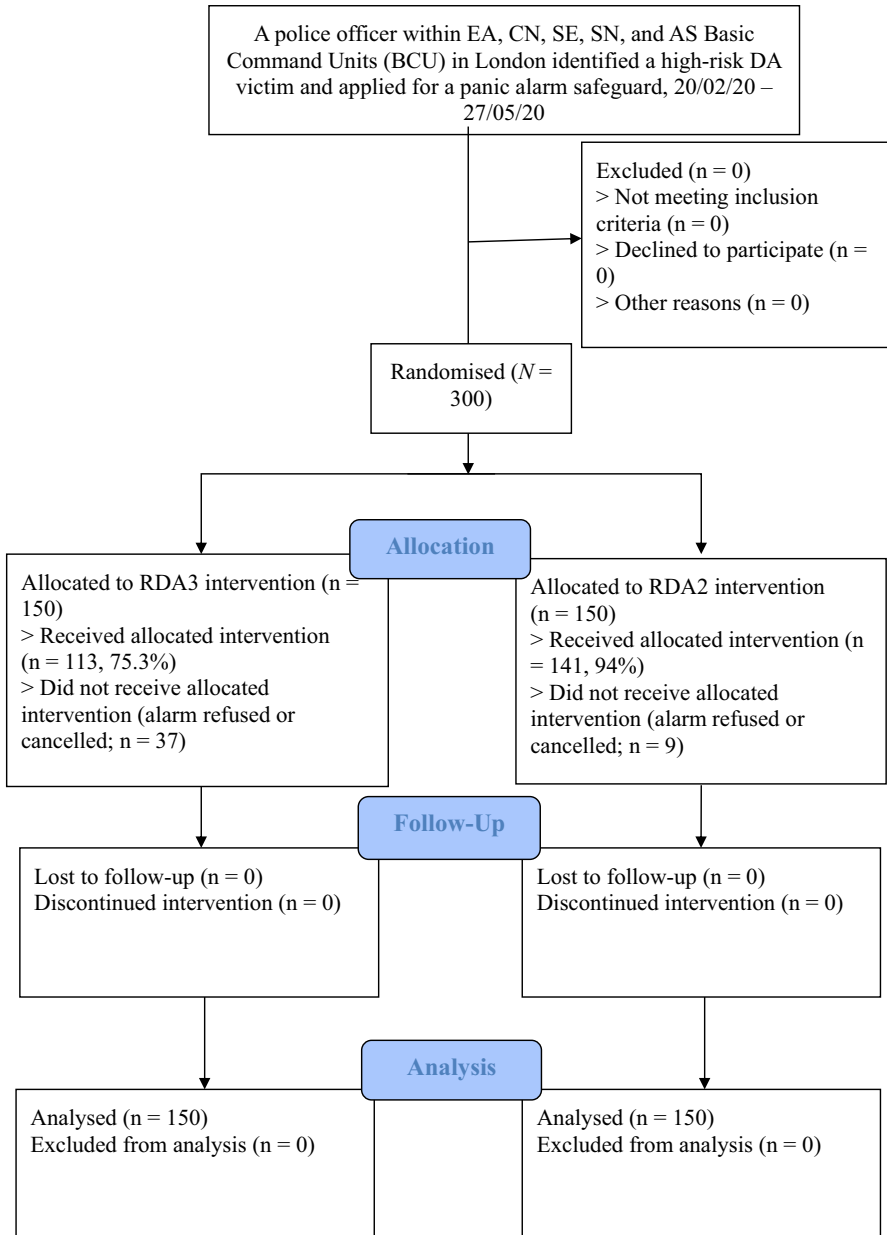 A police officer within EA, CN, SE, SN, and AS Basic
Command Units (BCU) in London identified a high-risk DA
victim and applied for a panic alarm safeguard, 20/02/20 –
27/05/20
Excluded (n = 0)
> Not meeting inclusion
criteria (n = 0)
> Declined to participate (n =
0)
> Other reasons (n = 0)
Randomised (N =
300)
Allocation
Allocated to RDA3 intervention (n =
150)
> Received allocated intervention
(n = 113, 75.3%)
> Did not receive allocated
intervention (alarm refused or
cancelled; n = 37)
Allocated to RDA2 intervention
(n = 150)
> Received allocated intervention (n
= 141, 94%)
> Did not receive allocated
intervention (alarm refused or
cancelled; n = 9)
Follow-Up
Lost to follow-up (n = 0)
Discontinued intervention (n = 0)
Lost to follow-up (n = 0)
Discontinued intervention (n = 0)
Analysis
Analysed (n = 150)
Excluded from analysis (n = 0)
Analysed (n = 150)
Excluded from analysis (n = 0)